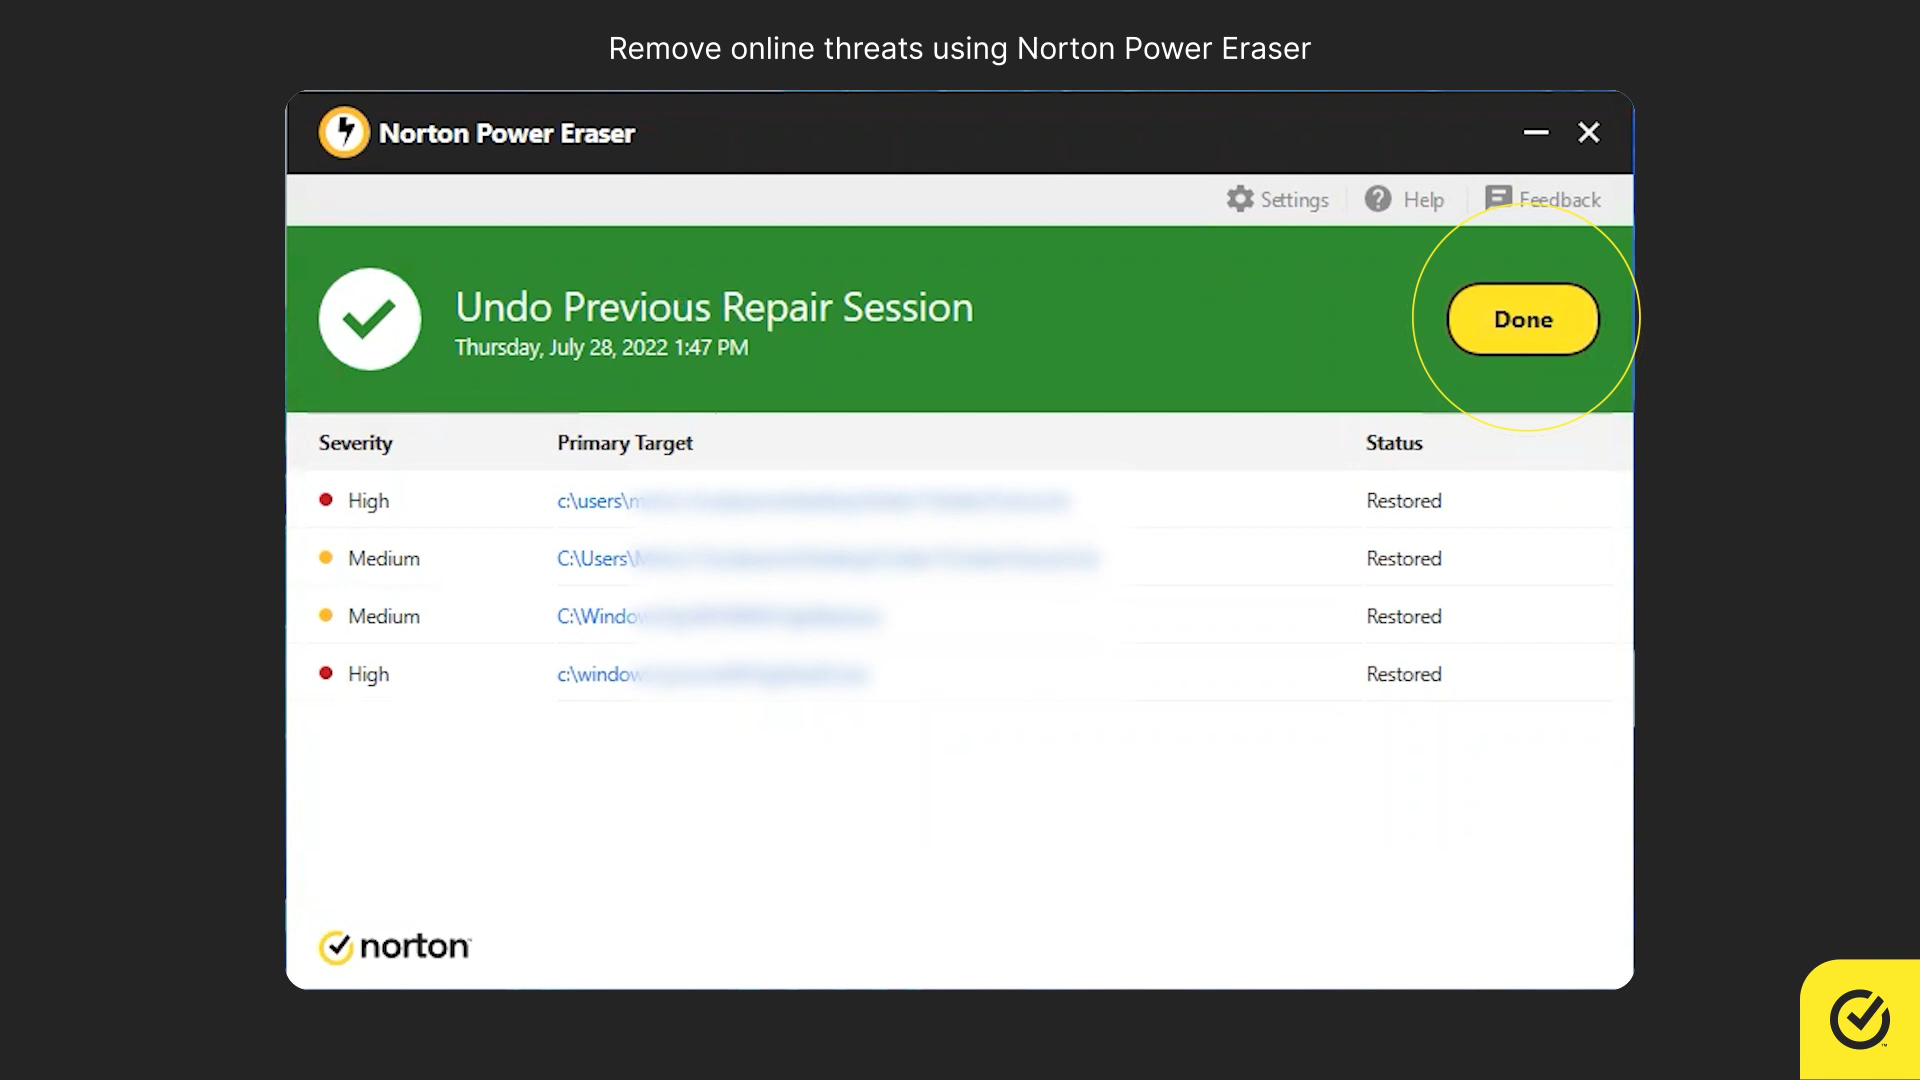 Remove online threats using Norton Power Eraser
Norton Power Eraser
Settings Help Feedback
Undo Previous Repair Session
Thursday, July 28, 2022 1:47 PM
Done
Severity Primary Target Status
High c:\users\ Restored
Medium C:\Users\ Restored
Medium C:\Windo Restored
High c:\window Restored
norton